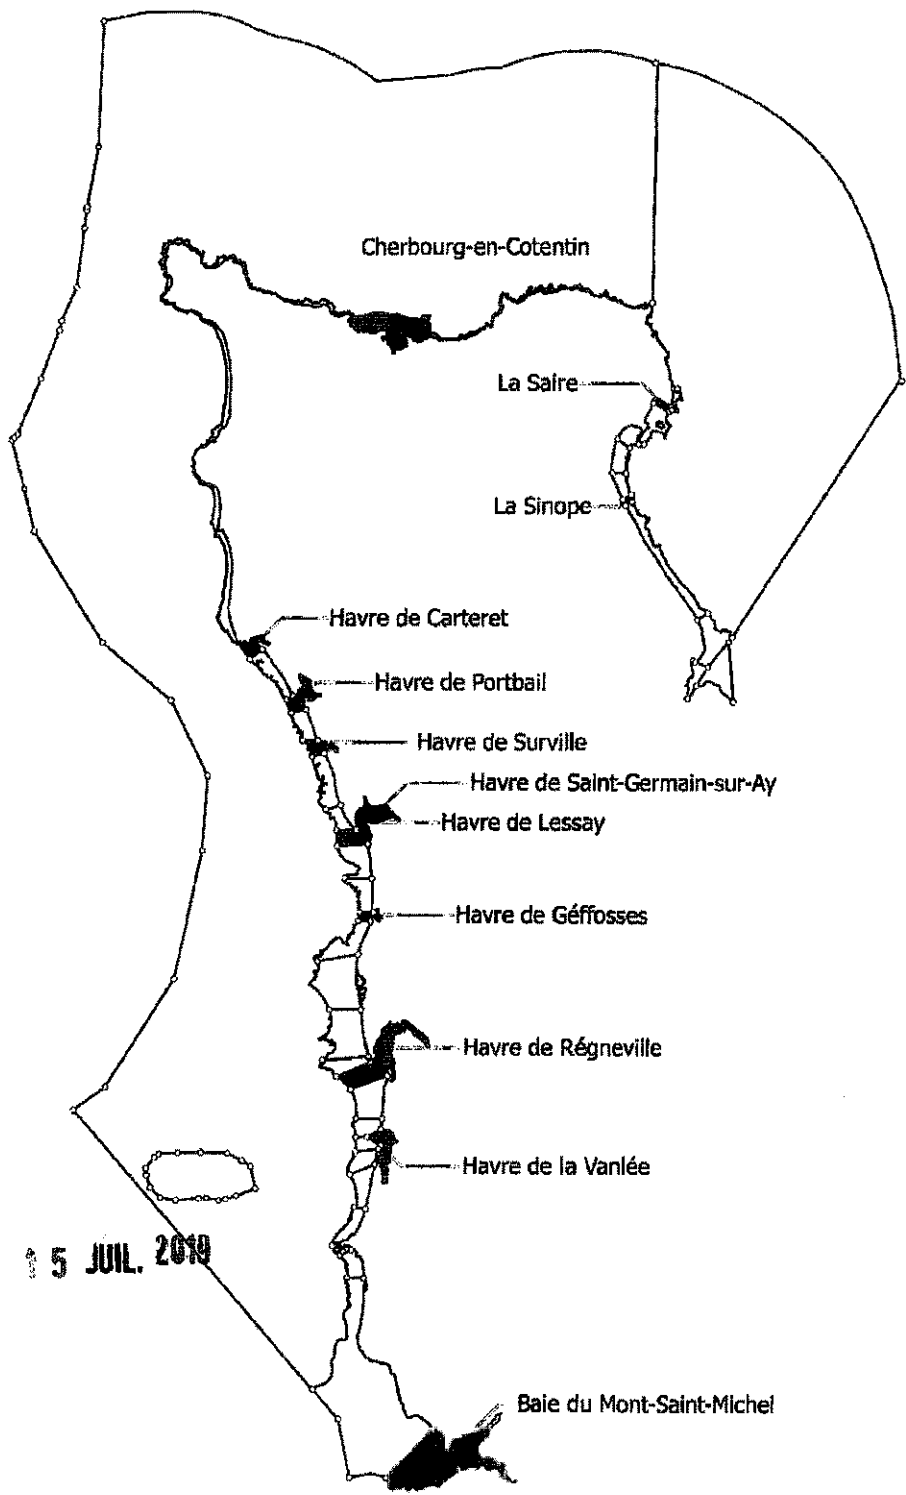 Cherbourg-en-Cotentin
La Saire
La Sinope
Havre de Carteret
Havre de Portbail
Havre de Surville
Havre de Saint-Germain-sur-Ay
Havre de Lessay
Havre de Géffosses
Havre de Régneville
Havre de la Vanlée
15 JUIL. 2019
Baie du Mont-Saint-Michel